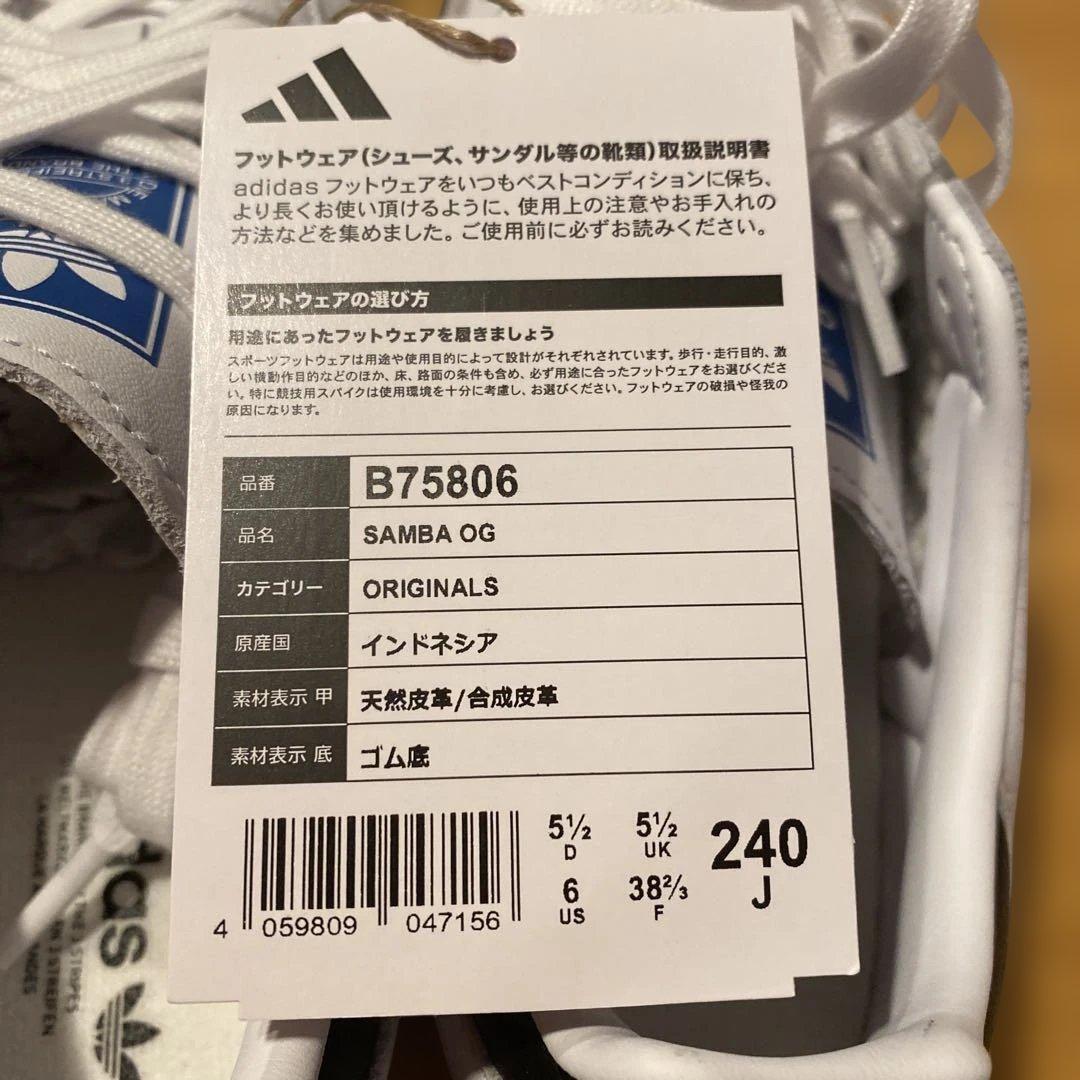 フットウェア(シューズ、サンダル等の靴類)取扱説明書
adidas フットウェアをいつもベストコンディションに保ち、
より長くお使い頂けるように、使用上の注意やお手入れの
方法などを集めました。ご使用前に必ずお読みください。
フットウェアの選び方
用途にあったフットウェアを履きましょう
スポーツフットウェアは用途や使用目的によって設計がそれぞれされています。歩行・走行目的、激
しい横動作目的などのほか、床、路面の条件も含め、必ず用途に合ったフットウェアをお選びくださ
い。特に競技用スパイクは使用環境を十分に考慮し、お選びください。フットウェアの破損や怪我の
原因になります。
品番 B75806
品名 SAMBA OG
カテゴリー ORIGINALS
原産国 インドネシア
素材表示 甲 天然皮革/合成皮革
素材表示 底 ゴム底
5½ D 5½ UK 240 J
6 US 38⅔ F
4 059809 047156
das